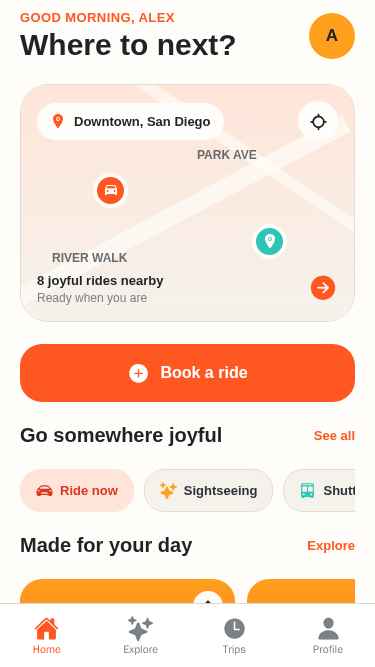 GOOD MORNING, ALEX
Where to next?
A
Downtown, San Diego
PARK AVE
RIVER WALK
8 joyful rides nearby
Ready when you are
Book a ride
Go somewhere joyful
See all
Ride now
Sightseeing
Shutt
Made for your day
Explore
Home
Explore
Trips
Profile